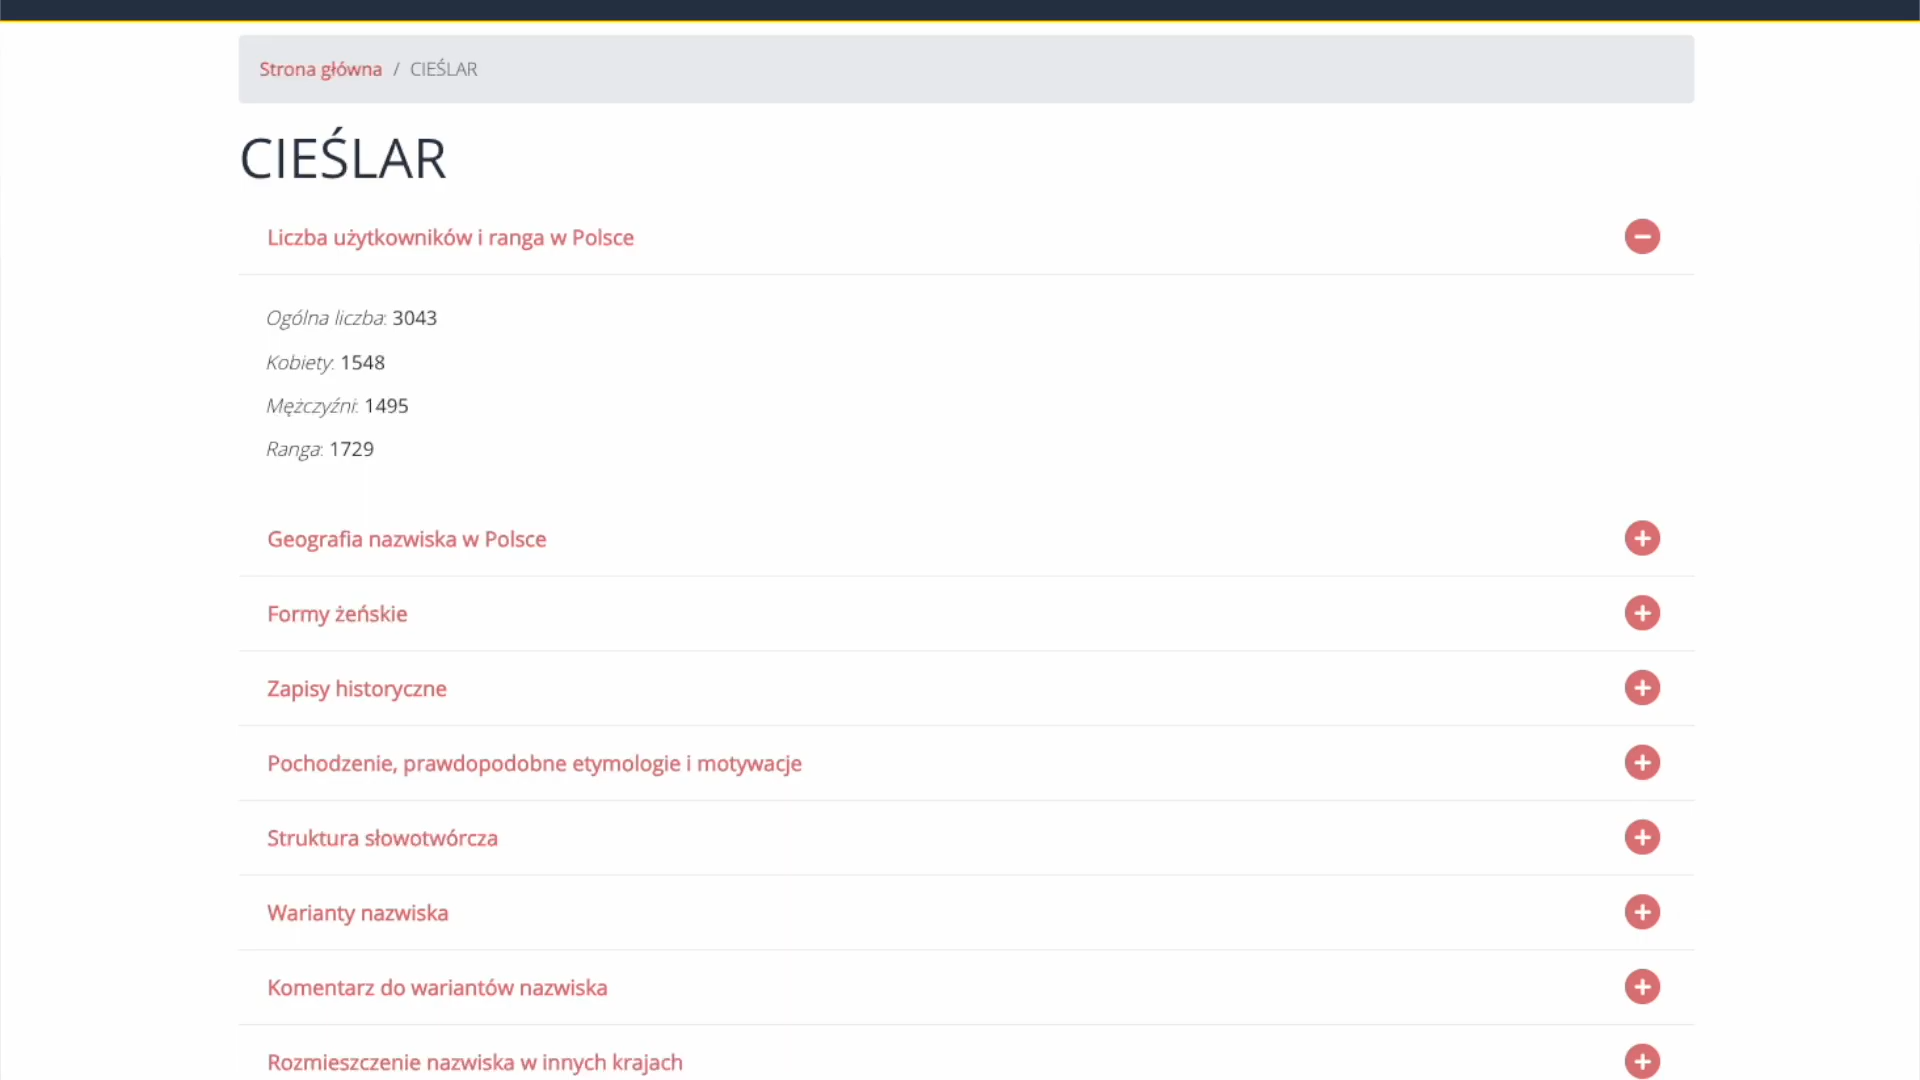 Strona główna / CIEŚLAR
CIEŚLAR
Liczba użytkowników i ranga w Polsce
Ogólna liczba: 3043
Kobiety: 1548
Mężczyźni: 1495
Ranga: 1729
Geografia nazwiska w Polsce
Formy żeńskie
Zapisy historyczne
Pochodzenie, prawdopodobne etymologie i motywacje
Struktura słowotwórcza
Warianty nazwiska
Komentarz do wariantów nazwiska
Rozmieszczenie nazwiska w innych krajach